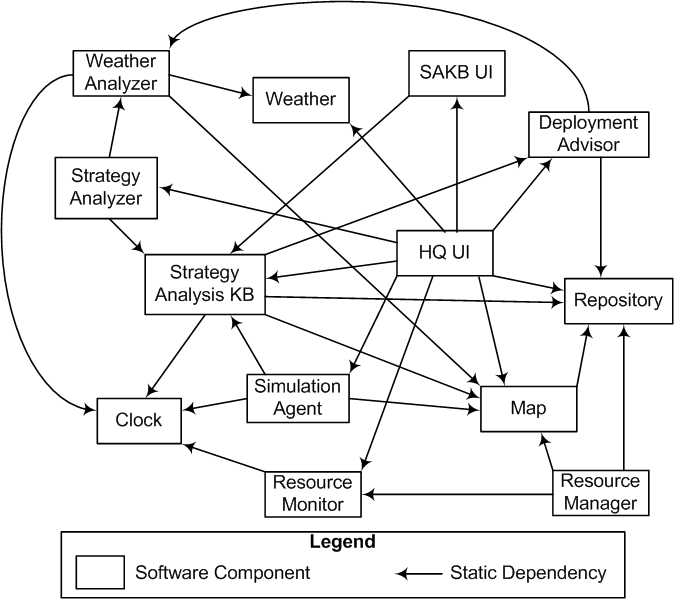 Weather
Analyzer
Weather
SAKB UI
Deployment
Advisor
Strategy
Analyzer
HQ UI
Strategy
Analysis KB
Repository
Simulation
Agent
Clock
Map
Resource
Monitor
Resource
Manager
Legend
Software Component
Static Dependency